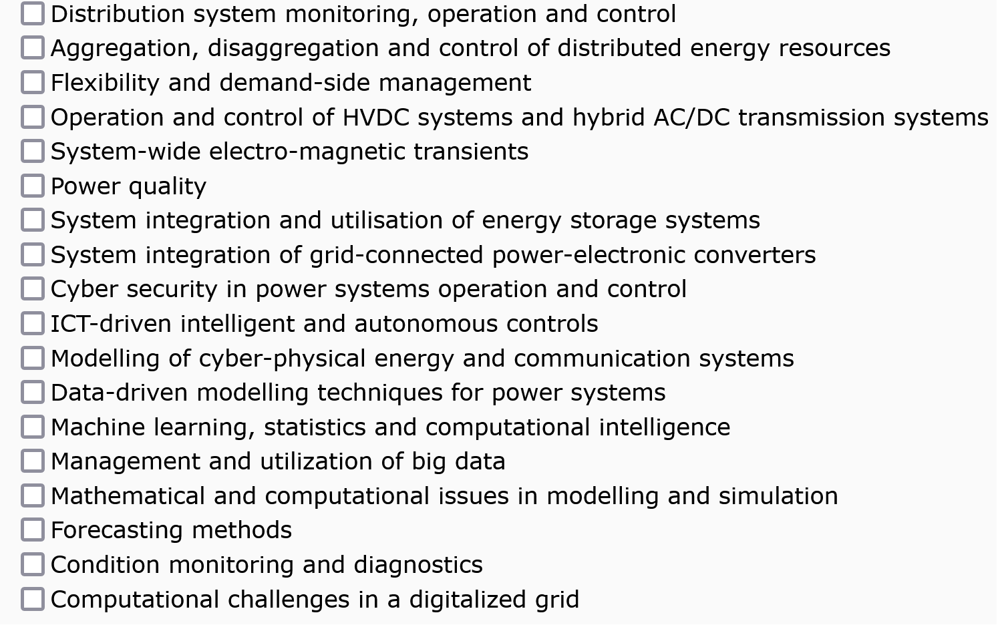 Distribution system monitoring, operation and control
Aggregation, disaggregation and control of distributed energy resources
Flexibility and demand-side management
Operation and control of HVDC systems and hybrid AC/DC transmission systems
System-wide electro-magnetic transients
Power quality
System integration and utilisation of energy storage systems
System integration of grid-connected power-electronic converters
Cyber security in power systems operation and control
ICT-driven intelligent and autonomous controls
Modelling of cyber-physical energy and communication systems
Data-driven modelling techniques for power systems
Machine learning, statistics and computational intelligence
Management and utilization of big data
Mathematical and computational issues in modelling and simulation
Forecasting methods
Condition monitoring and diagnostics
Computational challenges in a digitalized grid